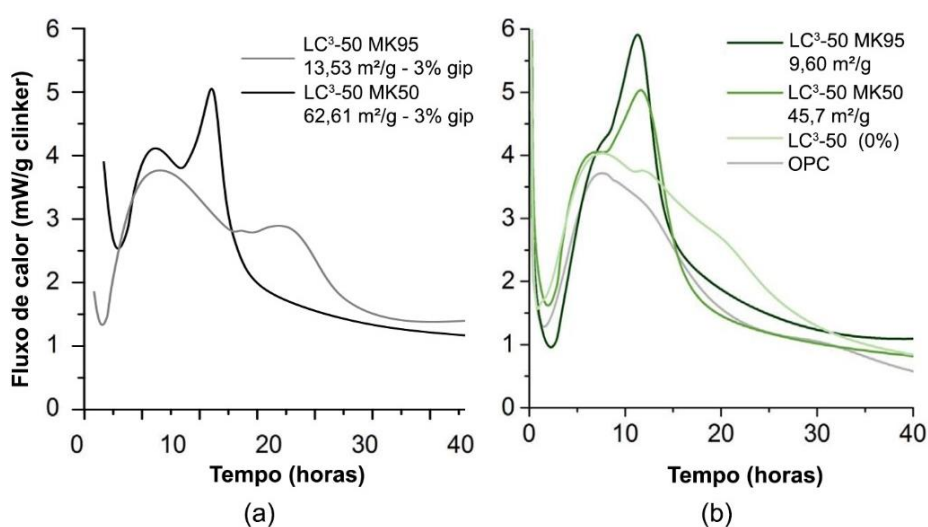 Fluxo de calor (mW/g clinker)
6
5
4
3
2
1
0
LC³-50 MK95
13,53 m²/g - 3% gip
LC³-50 MK50
62,61 m²/g - 3% gip
0
10
20
30
40
Tempo (horas)
(a)
6
5
4
3
2
1
0
LC³-50 MK95
9,60 m²/g
LC³-50 MK50
45,7 m²/g
LC³-50 (0%)
OPC
0
10
20
30
40
Tempo (horas)
(b)